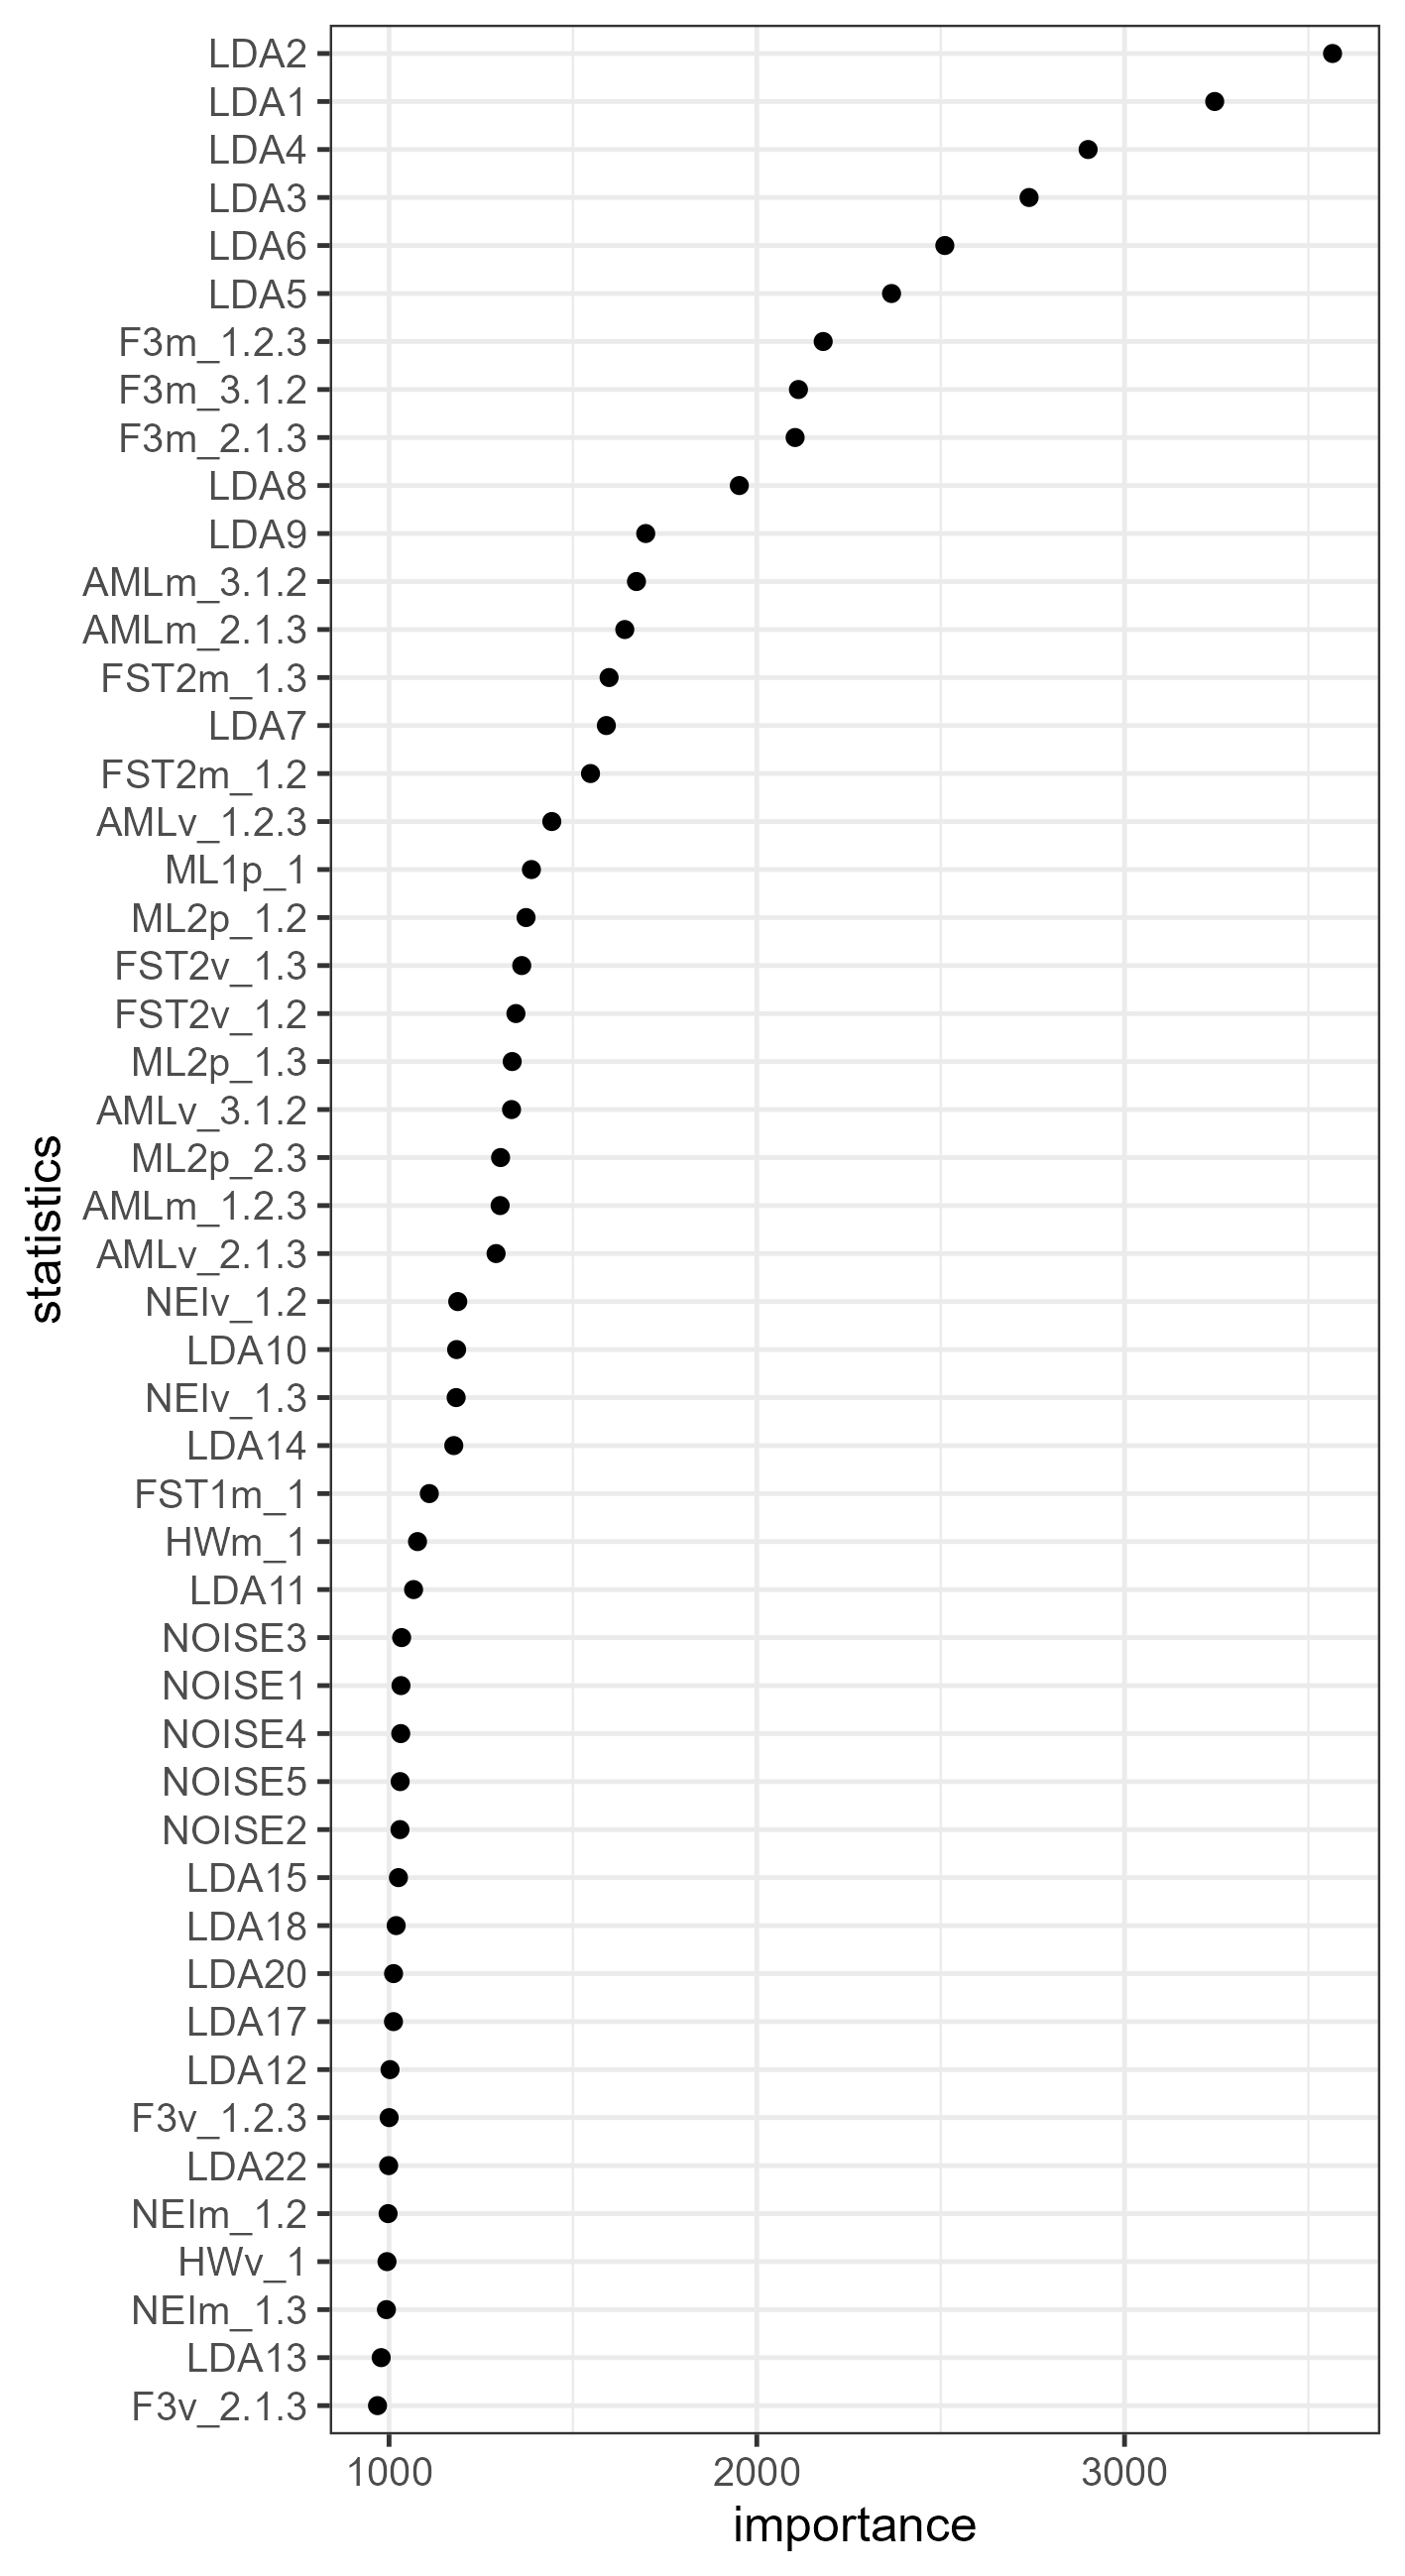 LDA2
LDA1
LDA4
LDA3
LDA6
LDA5
F3m_1.2.3
F3m_3.1.2
F3m_2.1.3
LDA8
LDA9
AMLm_3.1.2
AMLm_2.1.3
FST2m_1.3
LDA7
FST2m_1.2
AMLv_1.2.3
ML1p_1
ML2p_1.2
FST2v_1.3
FST2v_1.2
ML2p_1.3
AMLv_3.1.2
ML2p_2.3
AMLm_1.2.3
AMLv_2.1.3
NEIv_1.2
LDA10
NEIv_1.3
LDA14
FST1m_1
HWm_1
LDA11
NOISE3
NOISE1
NOISE4
NOISE5
NOISE2
LDA15
LDA18
LDA20
LDA17
LDA12
F3v_1.2.3
LDA22
NEIm_1.2
HWv_1
NEIm_1.3
LDA13
F3v_2.1.3
statistics
1000 2000 3000
importance